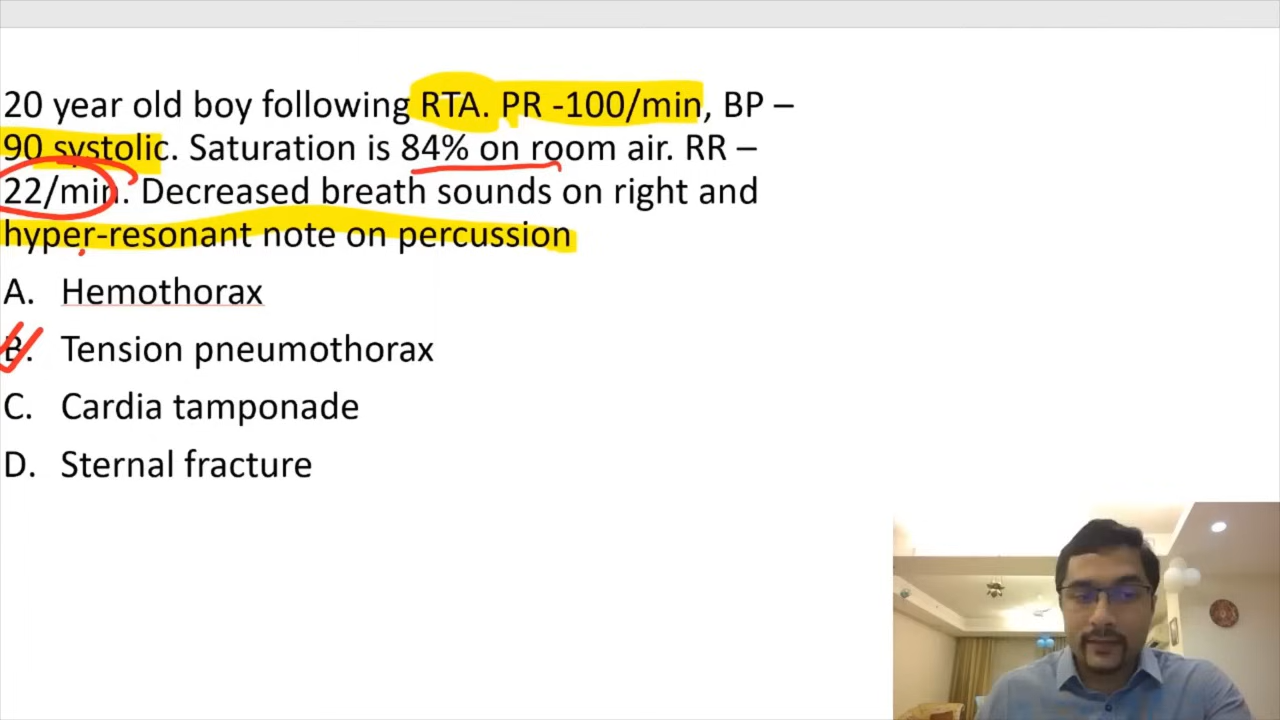 20 year old boy following RTA. PR -100/min, BP –
90 systolic. Saturation is 84% on room air. RR –
22/min. Decreased breath sounds on right and
hyper-resonant note on percussion
A. Hemothorax
B. Tension pneumothorax
C. Cardia tamponade
D. Sternal fracture